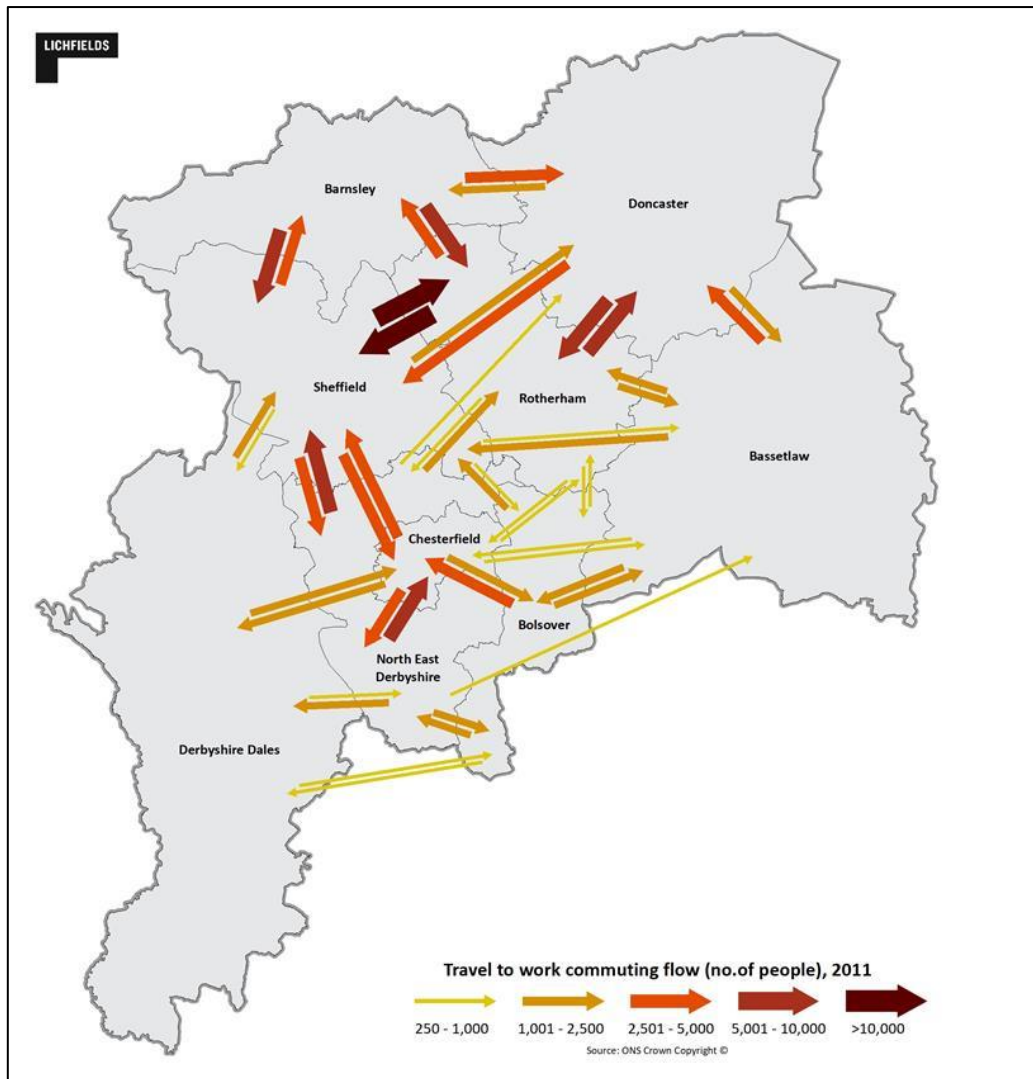 LICHFIELDS
Barnsley
Doncaster
Sheffield
Rotherham
Bassetlaw
Chesterfield
Bolsover
North East
Derbyshire
Derbyshire Dales
Travel to work commuting flow (no.of people), 2011
250 - 1,000
1,001 - 2,500
2,501 - 5,000
5,001 - 10,000
>10,000
Source: ONS Crown Copyright ©